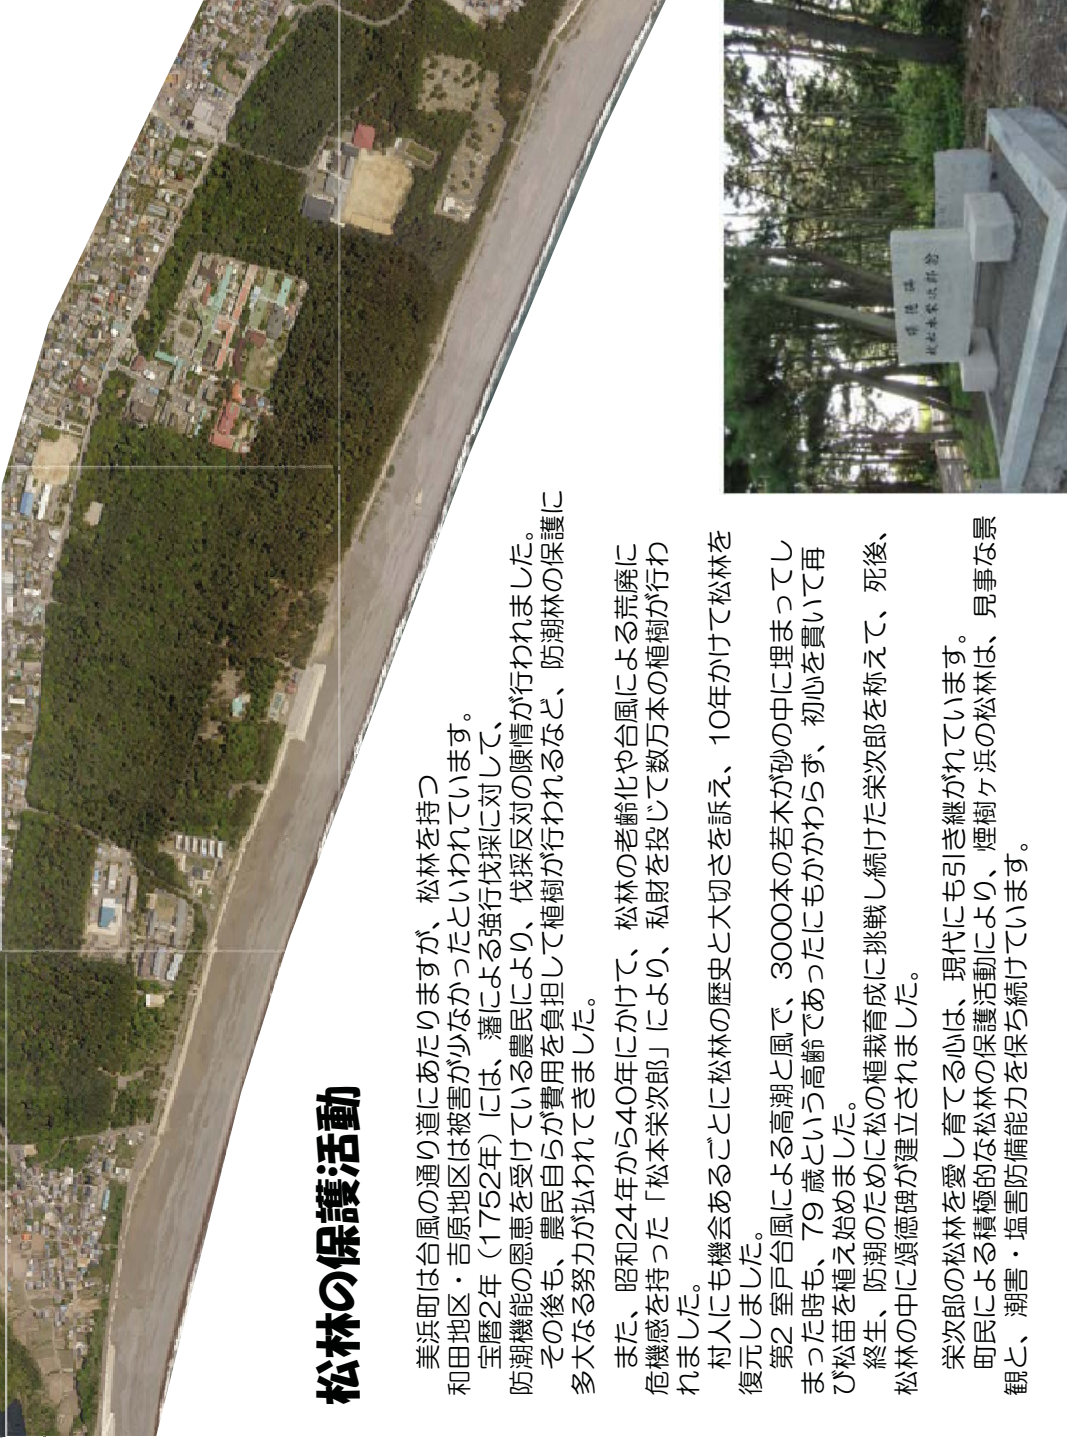 松林の保護活動
美浜町は台風の通り道にあたりますが、松林を持つ
和田地区・吉原地区は被害が少なかったといわれています。
宝暦2年（1752年）には、藩による強行伐採に対して、
防潮機能の恩恵を受けている農民により、伐採反対の陳情が行われました。
その後も、農民自らが費用を負担して植樹が行われるなど、防潮林の保護に
多大なる努力が払われてきました。
また、昭和24年から40年にかけて、松林の老齢化や台風による荒廃に
危機感を持った「松本栄次郎」により、私財を投じて数万本の植樹が行わ
れました。
村人にも機会あるごとに松林の歴史と大切さを訴え、10年かけて松林を
復元しました。
第2 室戸台風による高潮と風で、3000本の若木が砂の中に埋まってし
まった時も、79 歳という高齢であったにもかかわらず、初心を貫いて再
び松苗を植え始めました。
終生、防潮のために松の植栽育成に挑戦し続けた栄次郎を称えて、死後、
松林の中に頌徳碑が建立されました。
栄次郎の松林を愛し育てる心は、現代にも引き継がれています。
町民による積極的な松林の保護活動により、煙樹ヶ浜の松林は、見事な景
観と、潮害・塩害防備能力を保ち続けています。
頌徳碑
故松本栄次郎翁